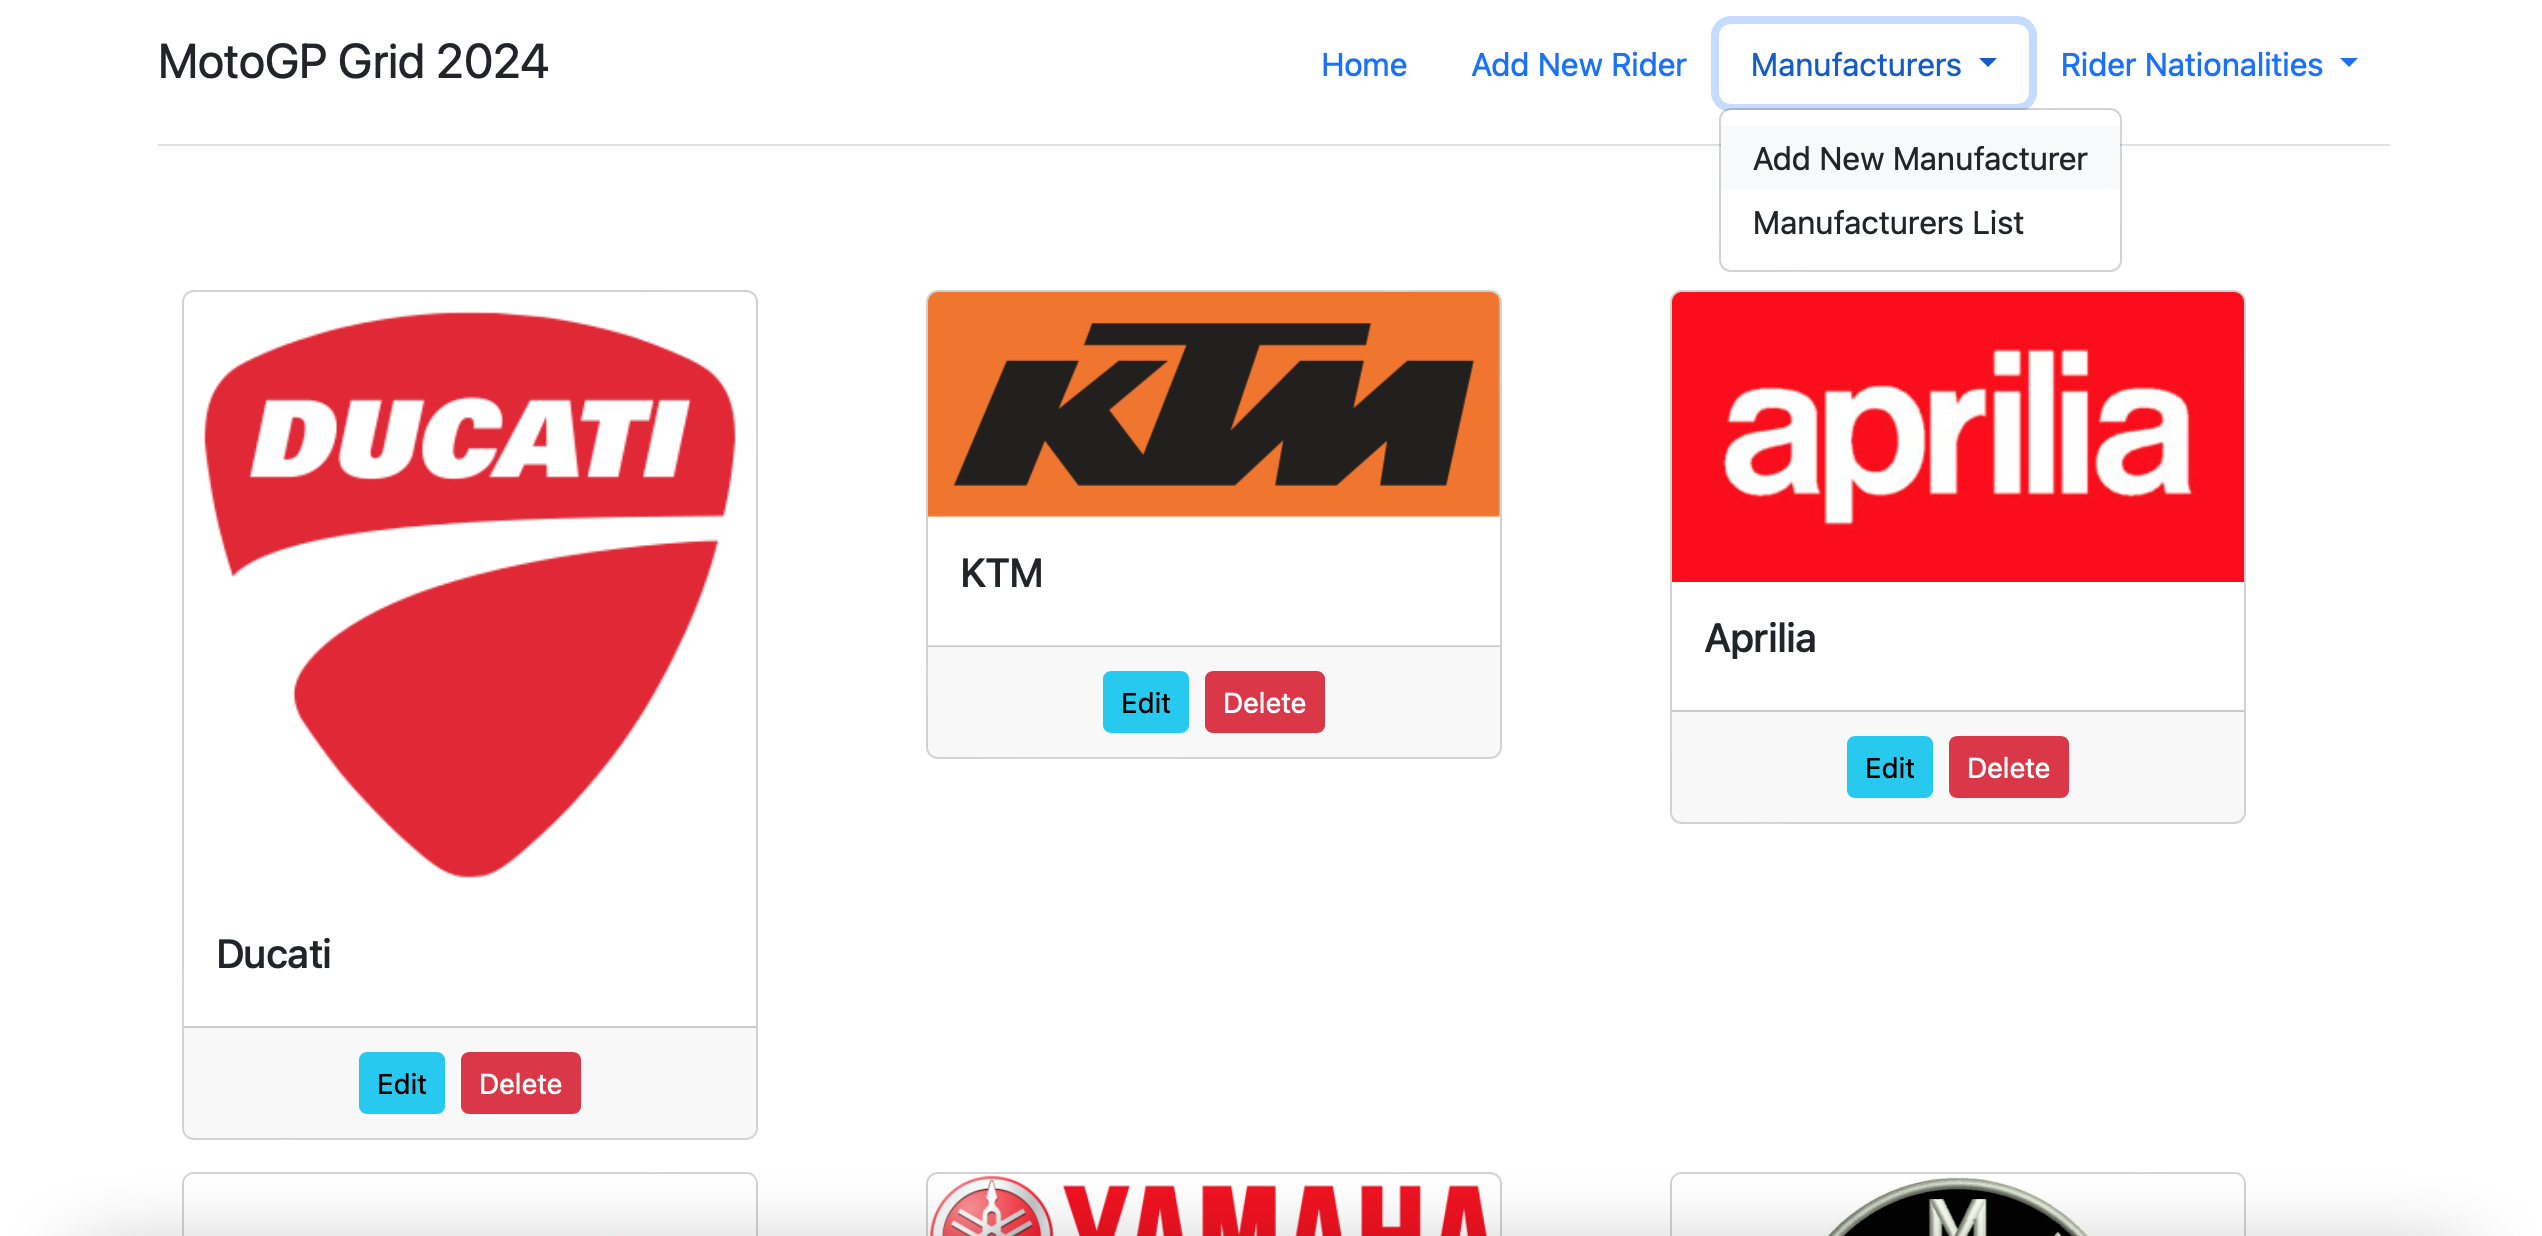 MotoGP Grid 2024
Home
Add New Rider
Manufacturers
Rider Nationalities
Add New Manufacturer
Manufacturers List
DUCATI
Ducati
Edit
Delete
KTM
KTM
Edit
Delete
aprilia
Aprilia
Edit
Delete
YAMAHA
M